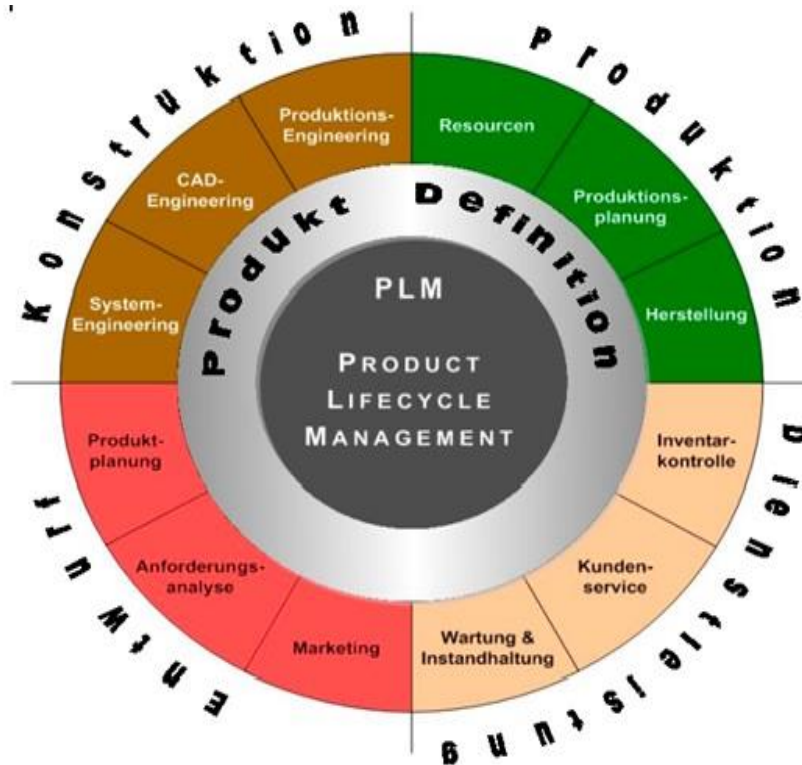 Konstruktion
Produktion
Dienstleistung
Entwurf
Produktions-
Engineering
CAD-
Engineering
System-
Engineering
Resourcen
Produktions-
planung
Herstellung
Inventar-
kontrolle
Kunden-
service
Wartung &
Instandhaltung
Marketing
Anforderungs-
analyse
Produkt-
planung
Produkt Definition
PLM
PRODUCT
LIFECYCLE
MANAGEMENT